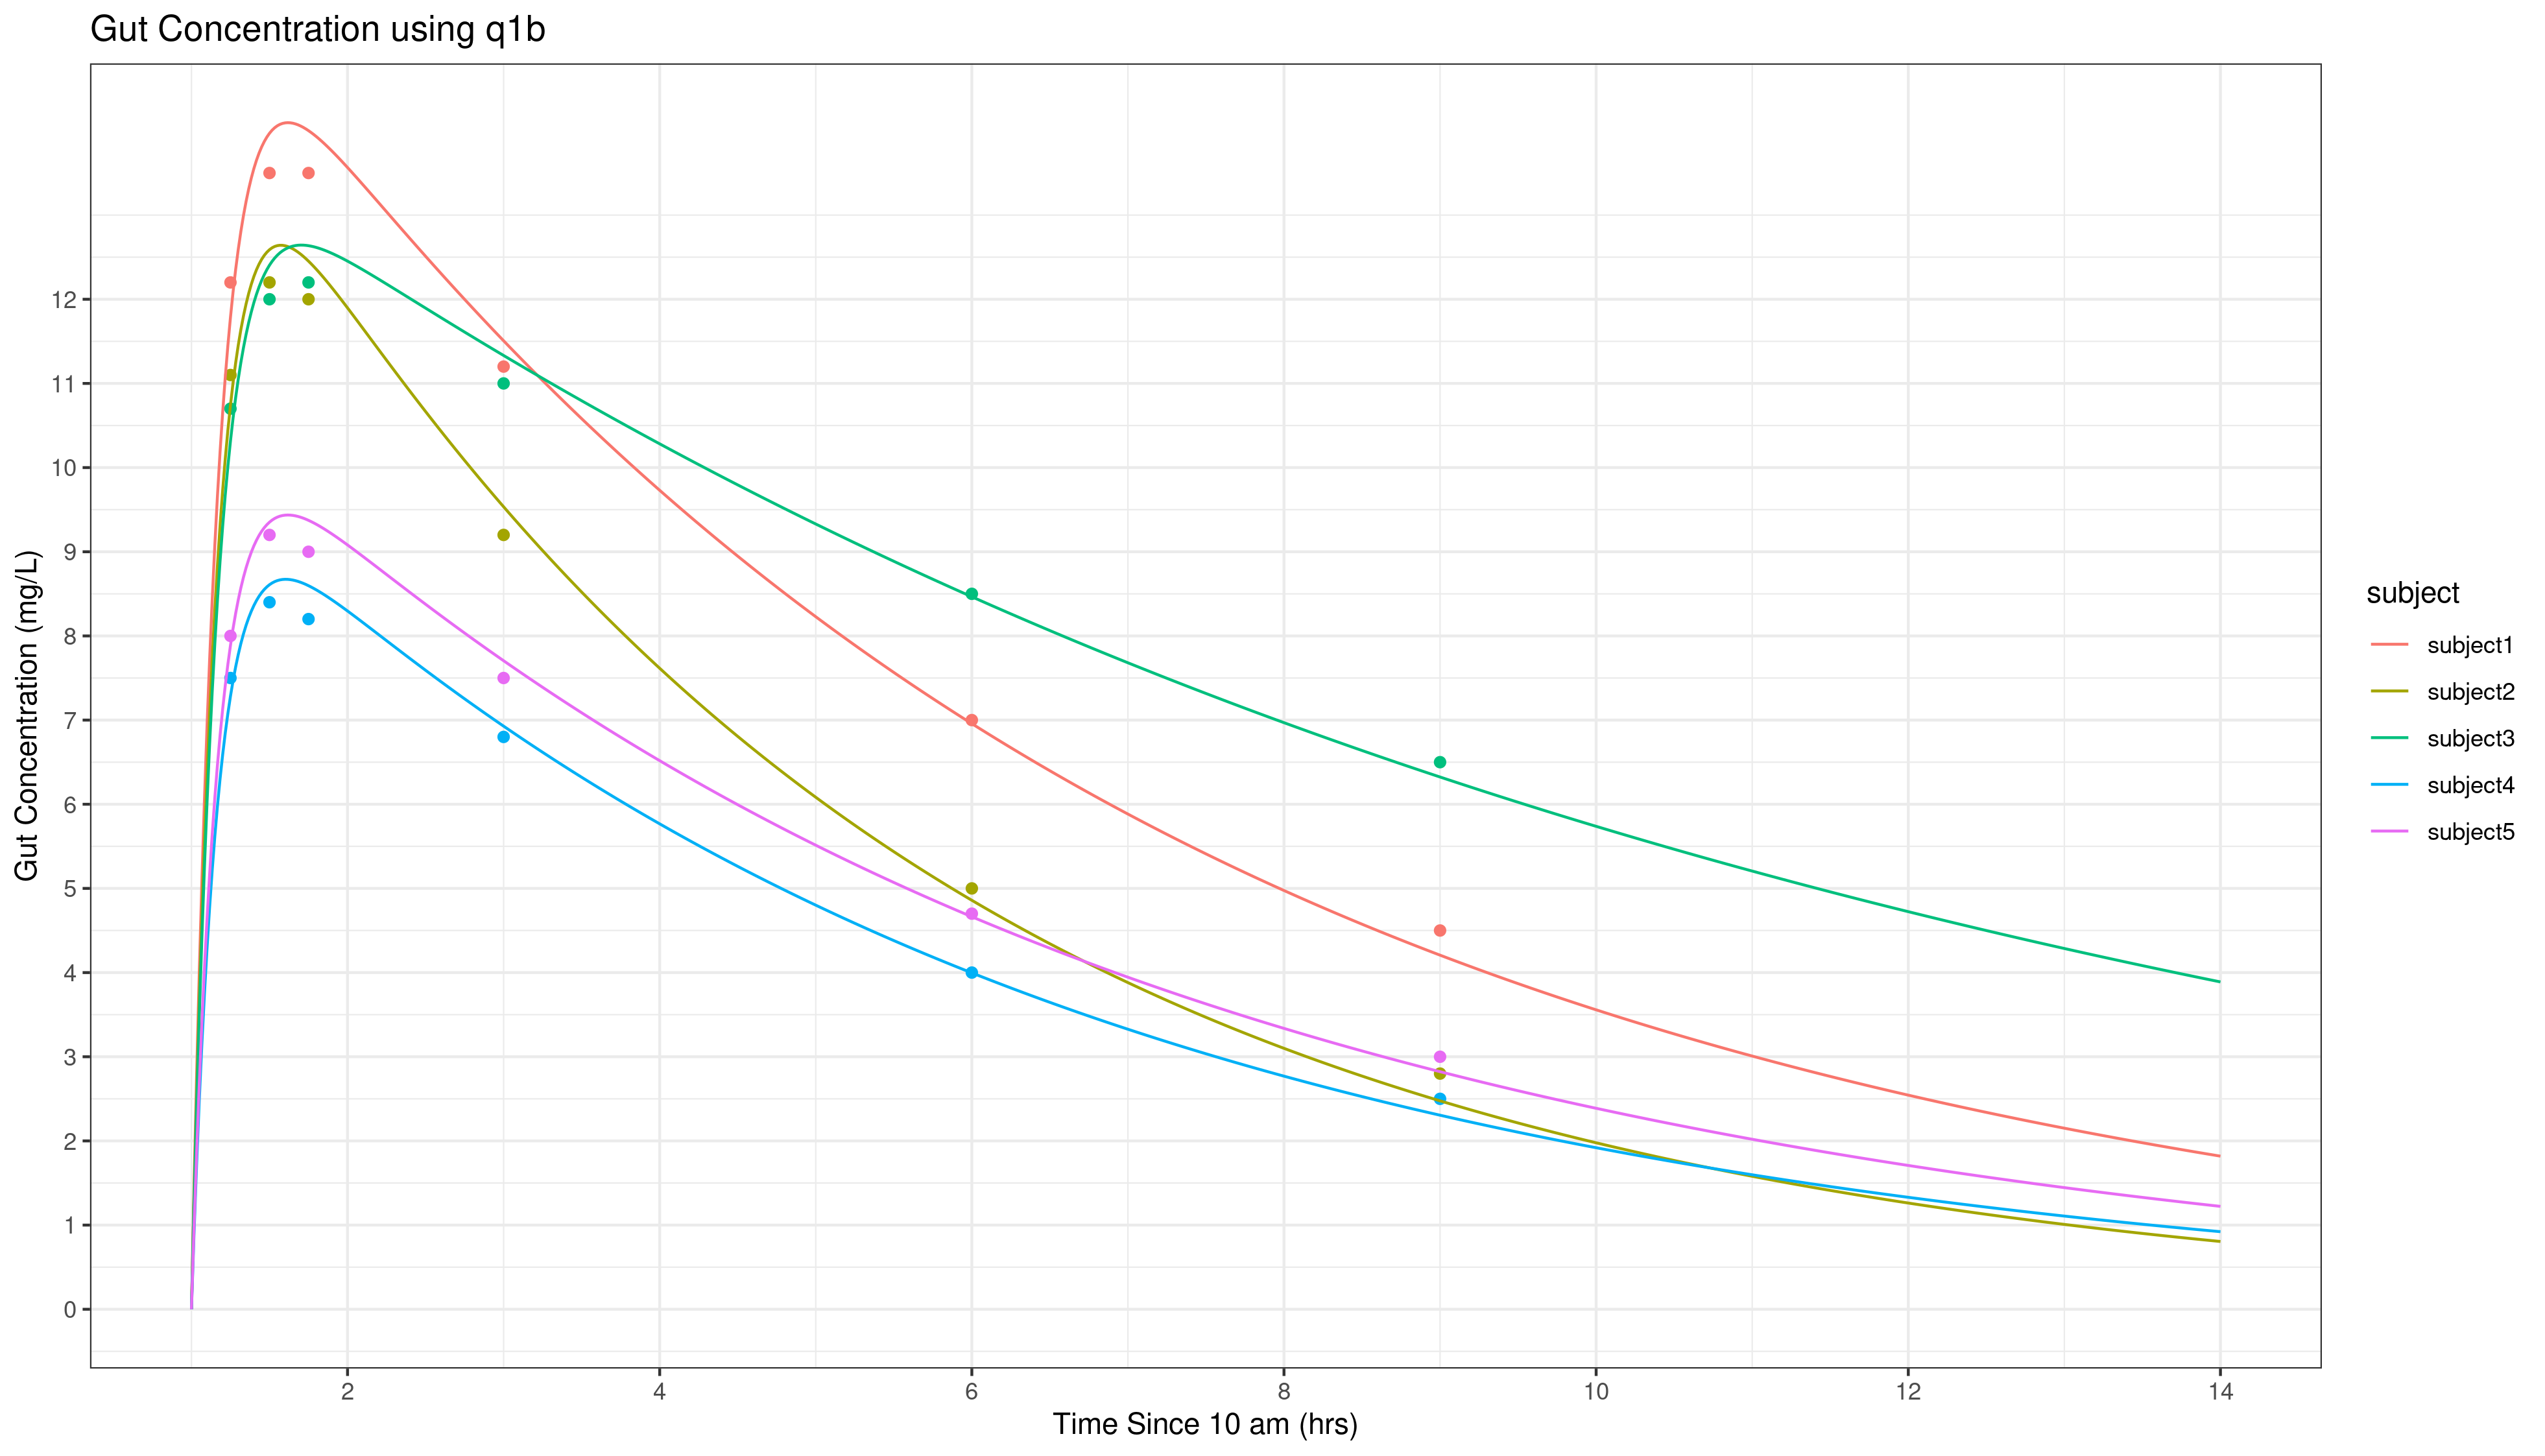 Gut Concentration using q1b
Gut Concentration (mg/L)
12
11
10
9
8
7
6
5
4
3
2
1
0
2 4 6 8 10 12 14
Time Since 10 am (hrs)
subject
subject1
subject2
subject3
subject4
subject5